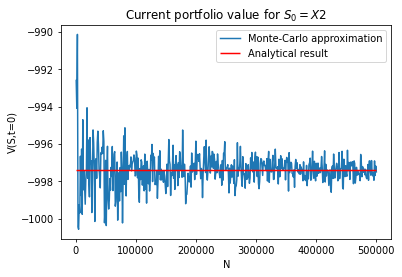 Current portfolio value for S₀ = X2
Monte-Carlo approximation
Analytical result
V(S,t=0)
−990
−992
−994
−996
−998
−1000
0
100000
200000
300000
400000
500000
N